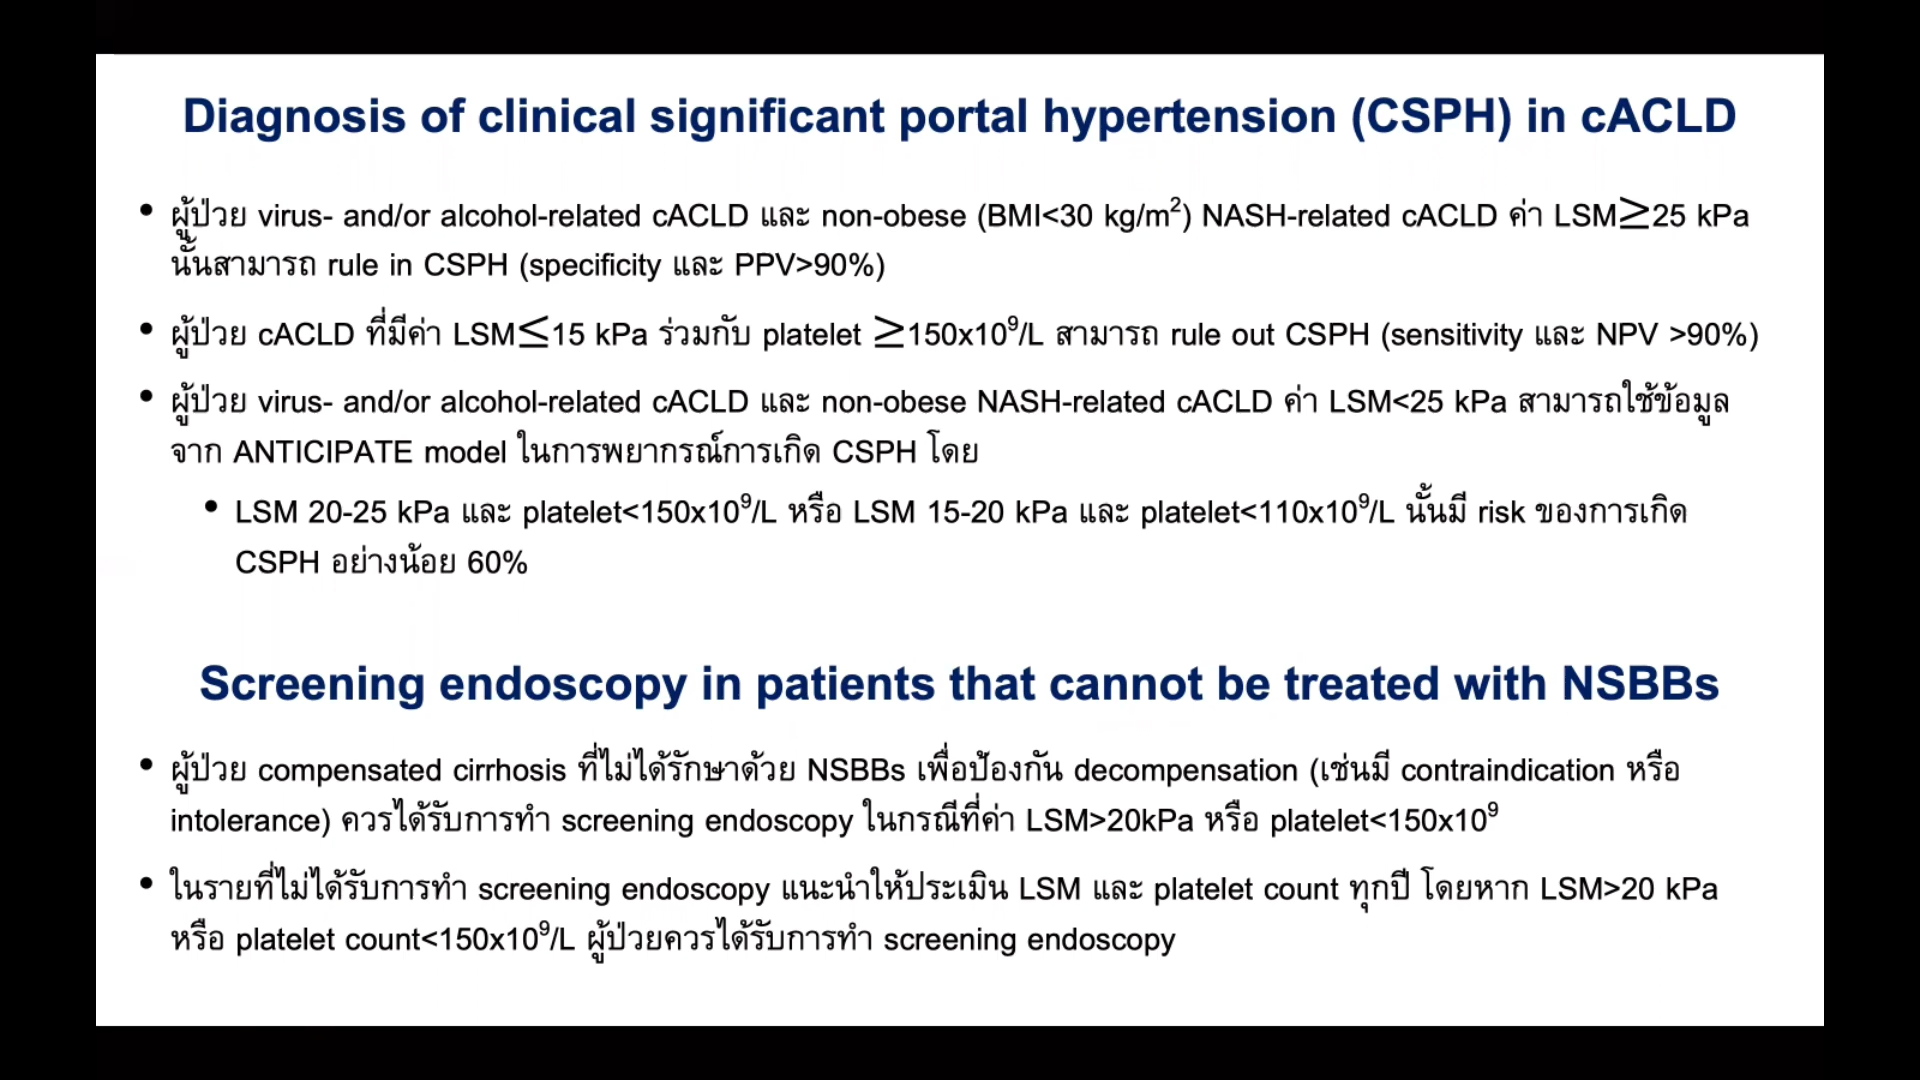 Diagnosis of clinical significant portal hypertension (CSPH) in cACLD
• ผู้ป่วย virus- and/or alcohol-related cACLD และ non-obese (BMI<30 kg/m²) NASH-related cACLD ค่า LSM≥25 kPa
นั้นสามารถ rule in CSPH (specificity และ PPV>90%)
• ผู้ป่วย cACLD ที่มีค่า LSM≤15 kPa ร่วมกับ platelet ≥150x10⁹/L สามารถ rule out CSPH (sensitivity และ NPV >90%)
• ผู้ป่วย virus- and/or alcohol-related cACLD และ non-obese NASH-related cACLD ค่า LSM<25 kPa สามารถใช้ข้อมูล
จาก ANTICIPATE model ในการพยากรณ์การเกิด CSPH โดย
• LSM 20-25 kPa และ platelet<150x10⁹/L หรือ LSM 15-20 kPa และ platelet<110x10⁹/L นั้นมี risk ของการเกิด
CSPH อย่างน้อย 60%
Screening endoscopy in patients that cannot be treated with NSBBs
• ผู้ป่วย compensated cirrhosis ที่ไม่ได้รักษาด้วย NSBBs เพื่อป้องกัน decompensation (เช่นมี contraindication หรือ
intolerance) ควรได้รับการทำ screening endoscopy ในกรณีที่ค่า LSM>20kPa หรือ platelet<150x10⁹
• ในรายที่ไม่ได้รับการทำ screening endoscopy แนะนำให้ประเมิน LSM และ platelet count ทุกปี โดยหาก LSM>20 kPa
หรือ platelet count<150x10⁹/L ผู้ป่วยควรได้รับการทำ screening endoscopy